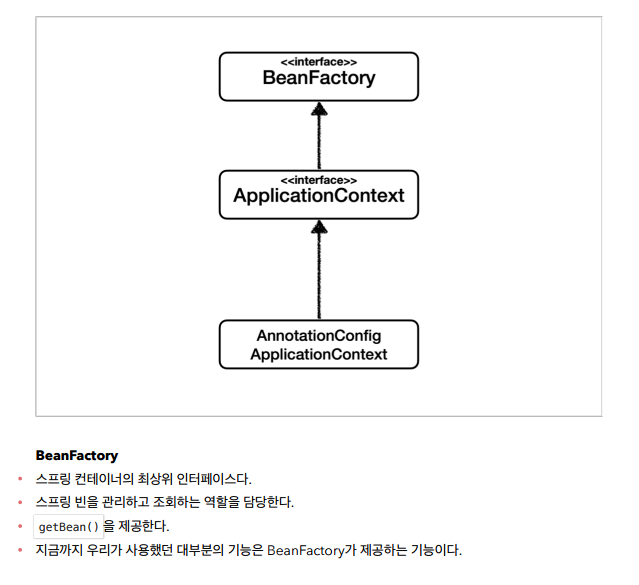 <<interface>>
BeanFactory
<<interface>>
ApplicationContext
AnnotationConfig
ApplicationContext
BeanFactory
• 스프링 컨테이너의 최상위 인터페이스다.
• 스프링 빈을 관리하고 조회하는 역할을 담당한다.
• getBean() 을 제공한다.
• 지금까지 우리가 사용했던 대부분의 기능은 BeanFactory가 제공하는 기능이다.